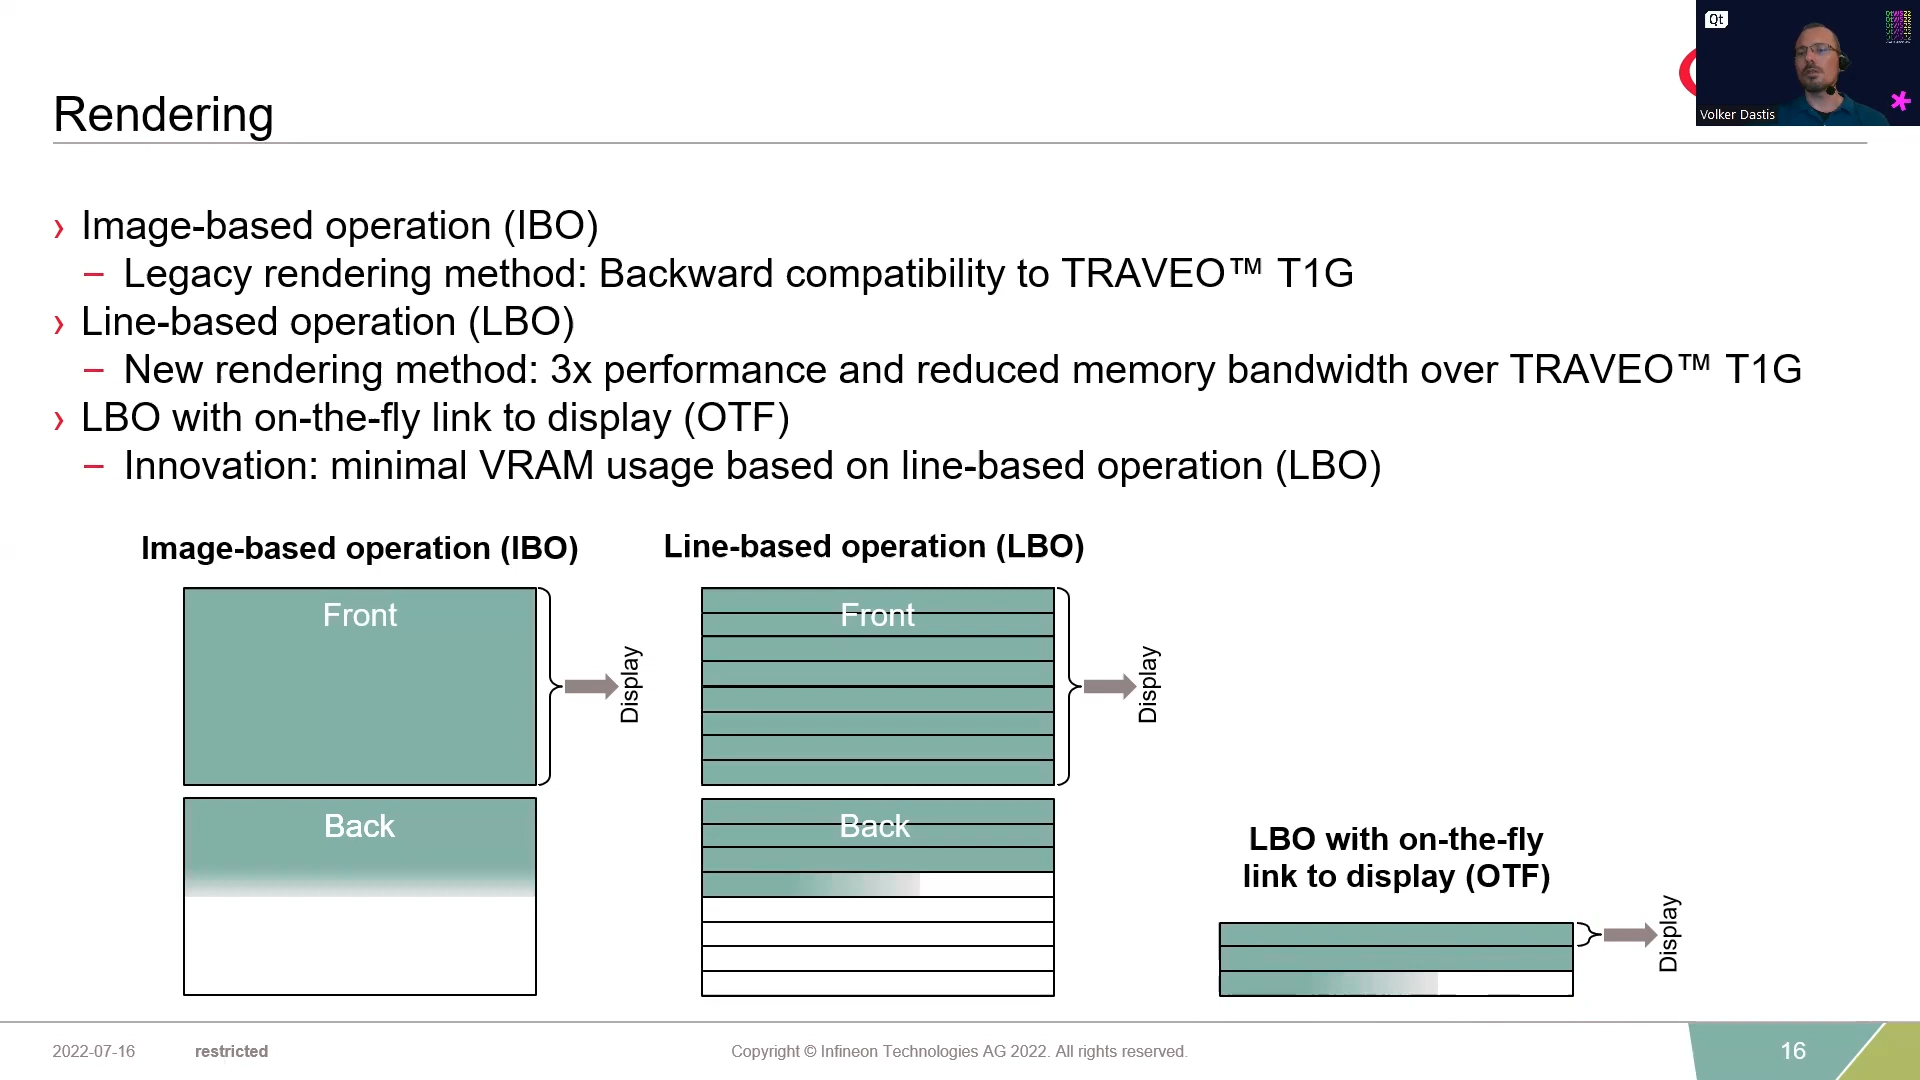 Qt
Volker Dastis
Rendering
› Image-based operation (IBO)
– Legacy rendering method: Backward compatibility to TRAVEO™ T1G
› Line-based operation (LBO)
– New rendering method: 3x performance and reduced memory bandwidth over TRAVEO™ T1G
› LBO with on-the-fly link to display (OTF)
– Innovation: minimal VRAM usage based on line-based operation (LBO)
Image-based operation (IBO)
Front
Display
Back
Line-based operation (LBO)
Front
Display
Back
LBO with on-the-fly
link to display (OTF)
Display
2022-07-16
restricted
Copyright © Infineon Technologies AG 2022. All rights reserved.
16